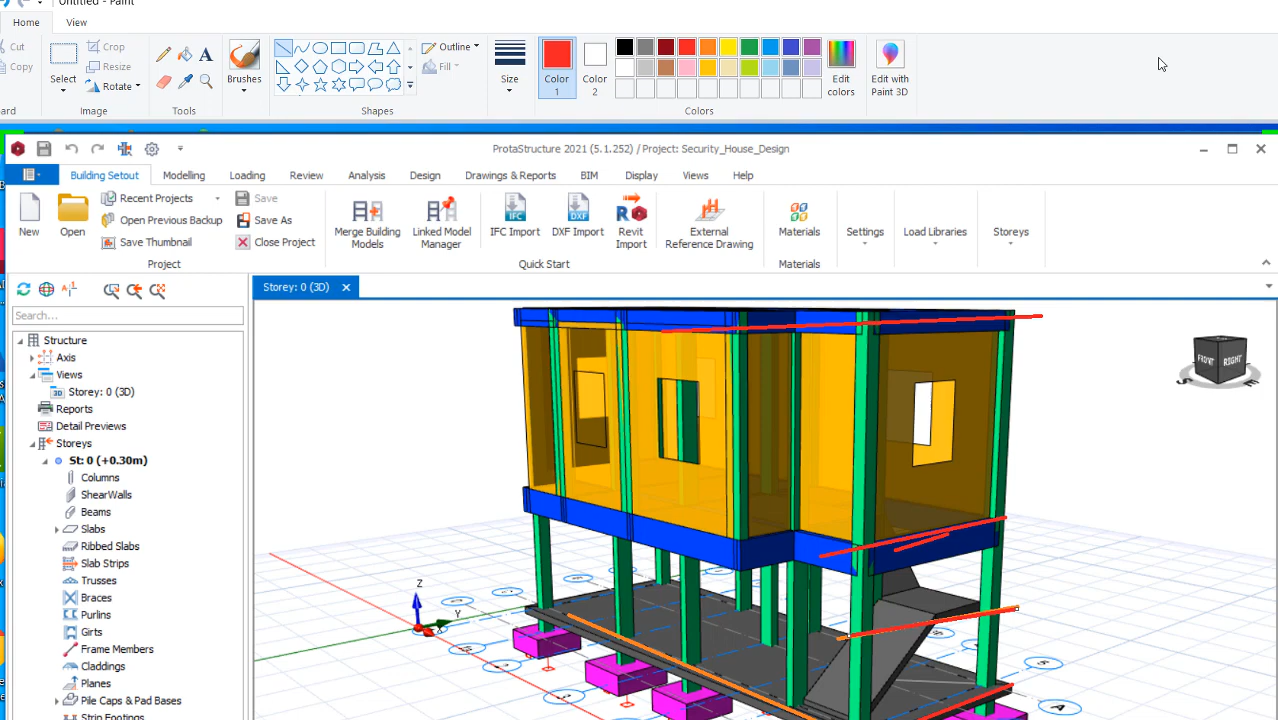 Untitled - Paint
Home View
Cut
Copy
Select
Crop
Resize
Rotate
Brushes
Outline
Fill
Size
Color 1
Color 2
Edit colors
Edit with Paint 3D
Image
Tools
Shapes
Colors
ProtaStructure 2021 (5.1.252) / Project: Security_House_Design
Building Setout Modelling Loading Review Analysis Design Drawings & Reports BIM Display Views Help
New
Open
Recent Projects
Open Previous Backup
Save Thumbnail
Save
Save As
Close Project
Merge Building Models
Linked Model Manager
IFC Import
DXF Import
Revit Import
External Reference Drawing
Materials
Settings
Load Libraries
Storeys
Project
Quick Start
Materials
Storey: 0 (3D)
Search...
Structure
Axis
Views
Storey: 0 (3D)
Reports
Detail Previews
Storeys
St: 0 (+0.30m)
Columns
ShearWalls
Beams
Slabs
Ribbed Slabs
Slab Strips
Trusses
Braces
Purlins
Girts
Frame Members
Claddings
Planes
Pile Caps & Pad Bases
Strip Footings
FRONT
RIGHT
S
E
Z
Y
X
A